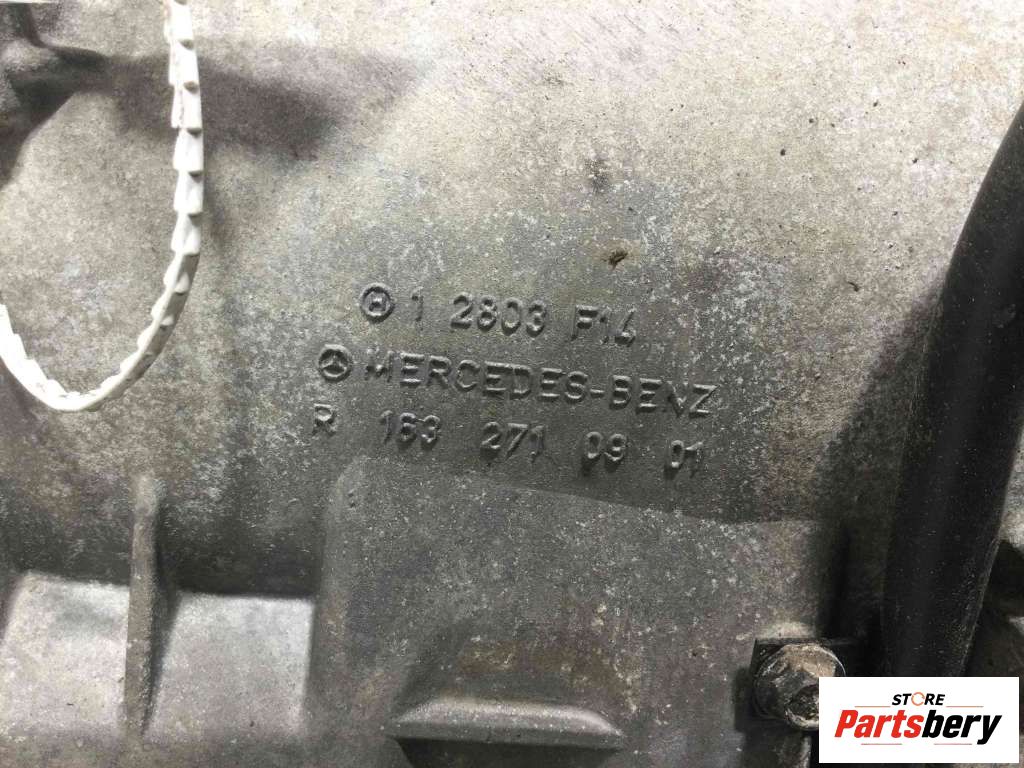 H 1 2803 F14
MERCEDES-BENZ
R 163 271 09 01
STORE
Partsbery